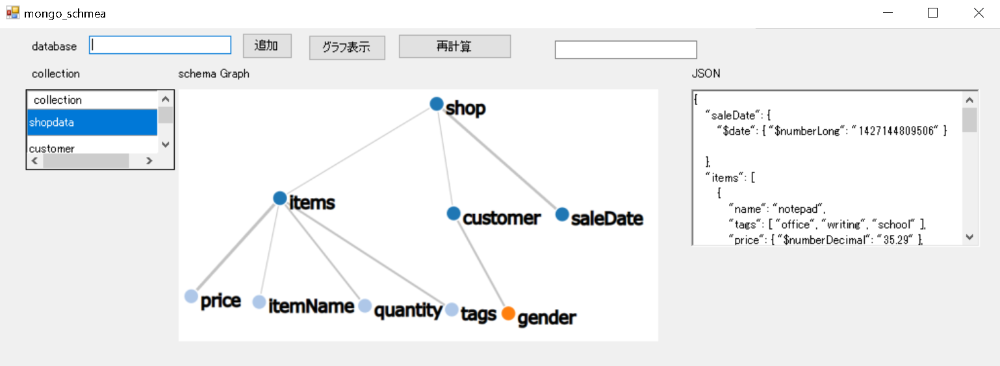 mongo_schmea
database
追加
グラフ表示
再計算
collection
schema Graph
JSON
collection
shopdata
customer
shop
items
customer
saleDate
price
itemName
quantity
tags
gender
{
"saleDate": {
"$date": { "$numberLong": "1427144809506" }
},
"items": [
{
"name": "notepad",
"tags": [ "office", "writing", "school" ],
"price": { "$numberDecimal": "35.29" },